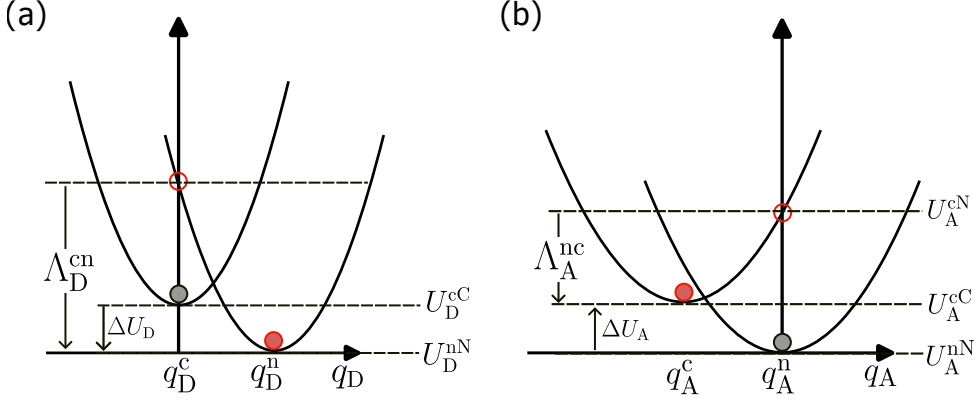 (a)
(b)
Λ_D^cn
ΔU_D
U_D^cC
U_D^nN
q_D^c
q_D^n
q_D
Λ_A^nc
ΔU_A
U_A^cN
U_A^cC
U_A^nN
q_A^c
q_A^n
q_A